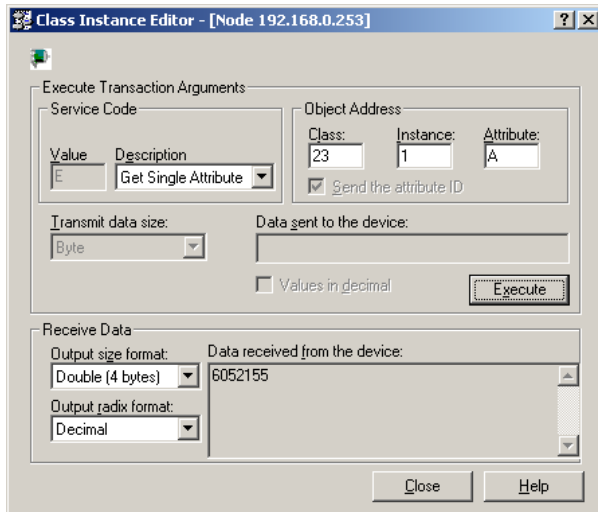 Class Instance Editor - [Node 192.168.0.253]
Execute Transaction Arguments
Service Code
Object Address
Value
Description
Class:
Instance:
Attribute:
E
Get Single Attribute
23
1
A
Send the attribute ID
Transmit data size:
Data sent to the device:
Byte
Values in decimal
Execute
Receive Data
Output size format:
Data received from the device:
Double (4 bytes)
6052155
Output radix format:
Decimal
Close
Help